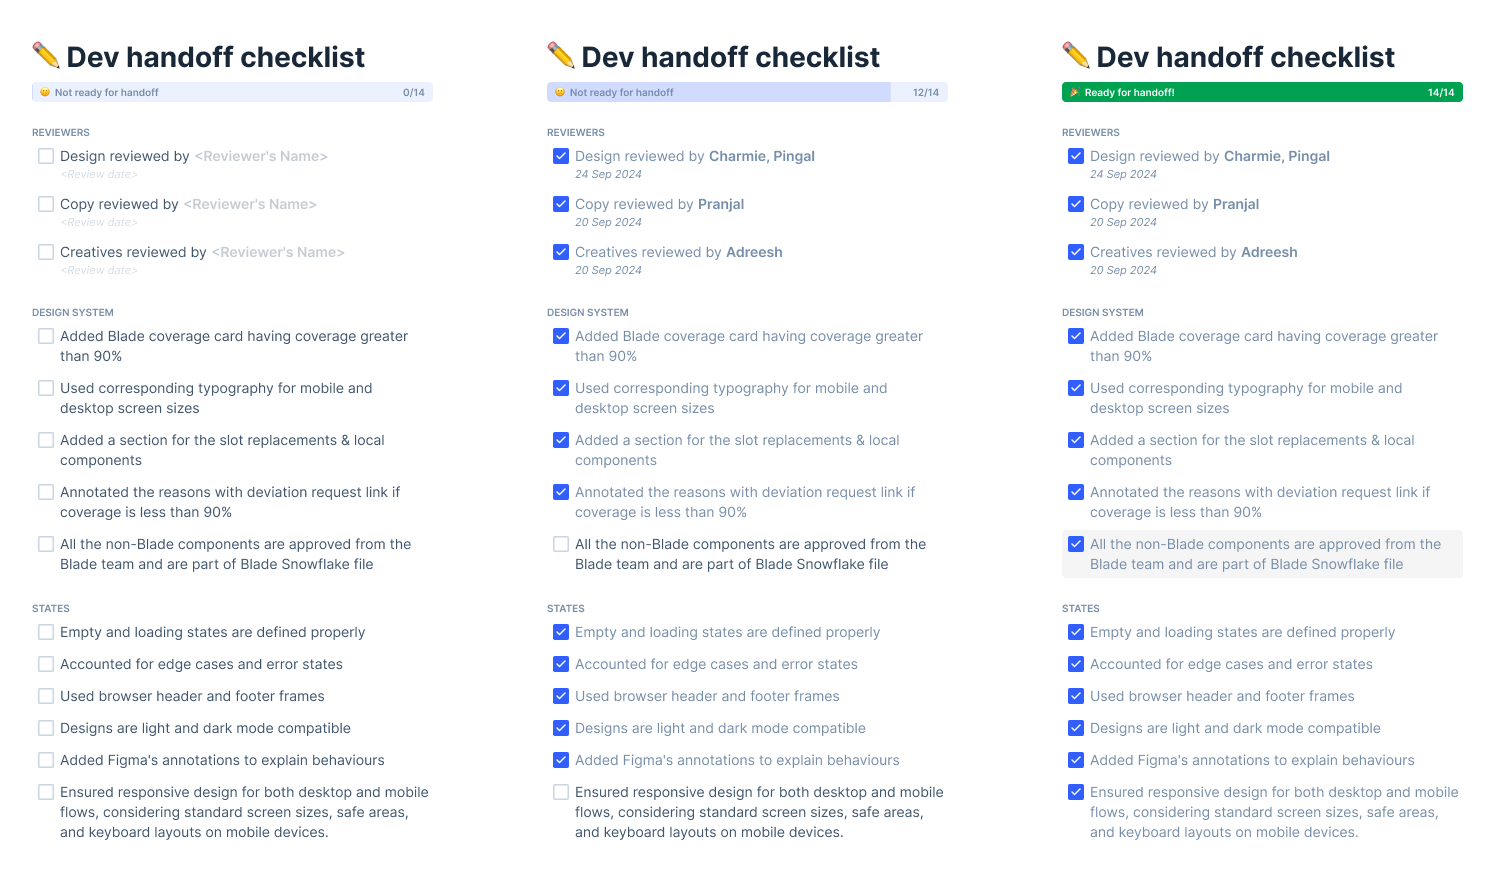 Dev handoff checklist
Not ready for handoff 0/14
REVIEWERS
Design reviewed by <Reviewer's Name>
<Review date>
Copy reviewed by <Reviewer's Name>
<Review date>
Creatives reviewed by <Reviewer's Name>
<Review date>
DESIGN SYSTEM
Added Blade coverage card having coverage greater
than 90%
Used corresponding typography for mobile and
desktop screen sizes
Added a section for the slot replacements & local
components
Annotated the reasons with deviation request link if
coverage is less than 90%
All the non-Blade components are approved from the
Blade team and are part of Blade Snowflake file
STATES
Empty and loading states are defined properly
Accounted for edge cases and error states
Used browser header and footer frames
Designs are light and dark mode compatible
Added Figma's annotations to explain behaviours
Ensured responsive design for both desktop and mobile
flows, considering standard screen sizes, safe areas,
and keyboard layouts on mobile devices.
Dev handoff checklist
Not ready for handoff 12/14
REVIEWERS
Design reviewed by Charmie, Pingal
24 Sep 2024
Copy reviewed by Pranjal
20 Sep 2024
Creatives reviewed by Adreesh
20 Sep 2024
DESIGN SYSTEM
Added Blade coverage card having coverage greater
than 90%
Used corresponding typography for mobile and
desktop screen sizes
Added a section for the slot replacements & local
components
Annotated the reasons with deviation request link if
coverage is less than 90%
All the non-Blade components are approved from the
Blade team and are part of Blade Snowflake file
STATES
Empty and loading states are defined properly
Accounted for edge cases and error states
Used browser header and footer frames
Designs are light and dark mode compatible
Added Figma's annotations to explain behaviours
Ensured responsive design for both desktop and mobile
flows, considering standard screen sizes, safe areas,
and keyboard layouts on mobile devices.
Dev handoff checklist
Ready for handoff! 14/14
REVIEWERS
Design reviewed by Charmie, Pingal
24 Sep 2024
Copy reviewed by Pranjal
20 Sep 2024
Creatives reviewed by Adreesh
20 Sep 2024
DESIGN SYSTEM
Added Blade coverage card having coverage greater
than 90%
Used corresponding typography for mobile and
desktop screen sizes
Added a section for the slot replacements & local
components
Annotated the reasons with deviation request link if
coverage is less than 90%
All the non-Blade components are approved from the
Blade team and are part of Blade Snowflake file
STATES
Empty and loading states are defined properly
Accounted for edge cases and error states
Used browser header and footer frames
Designs are light and dark mode compatible
Added Figma's annotations to explain behaviours
Ensured responsive design for both desktop and mobile
flows, considering standard screen sizes, safe areas,
and keyboard layouts on mobile devices.